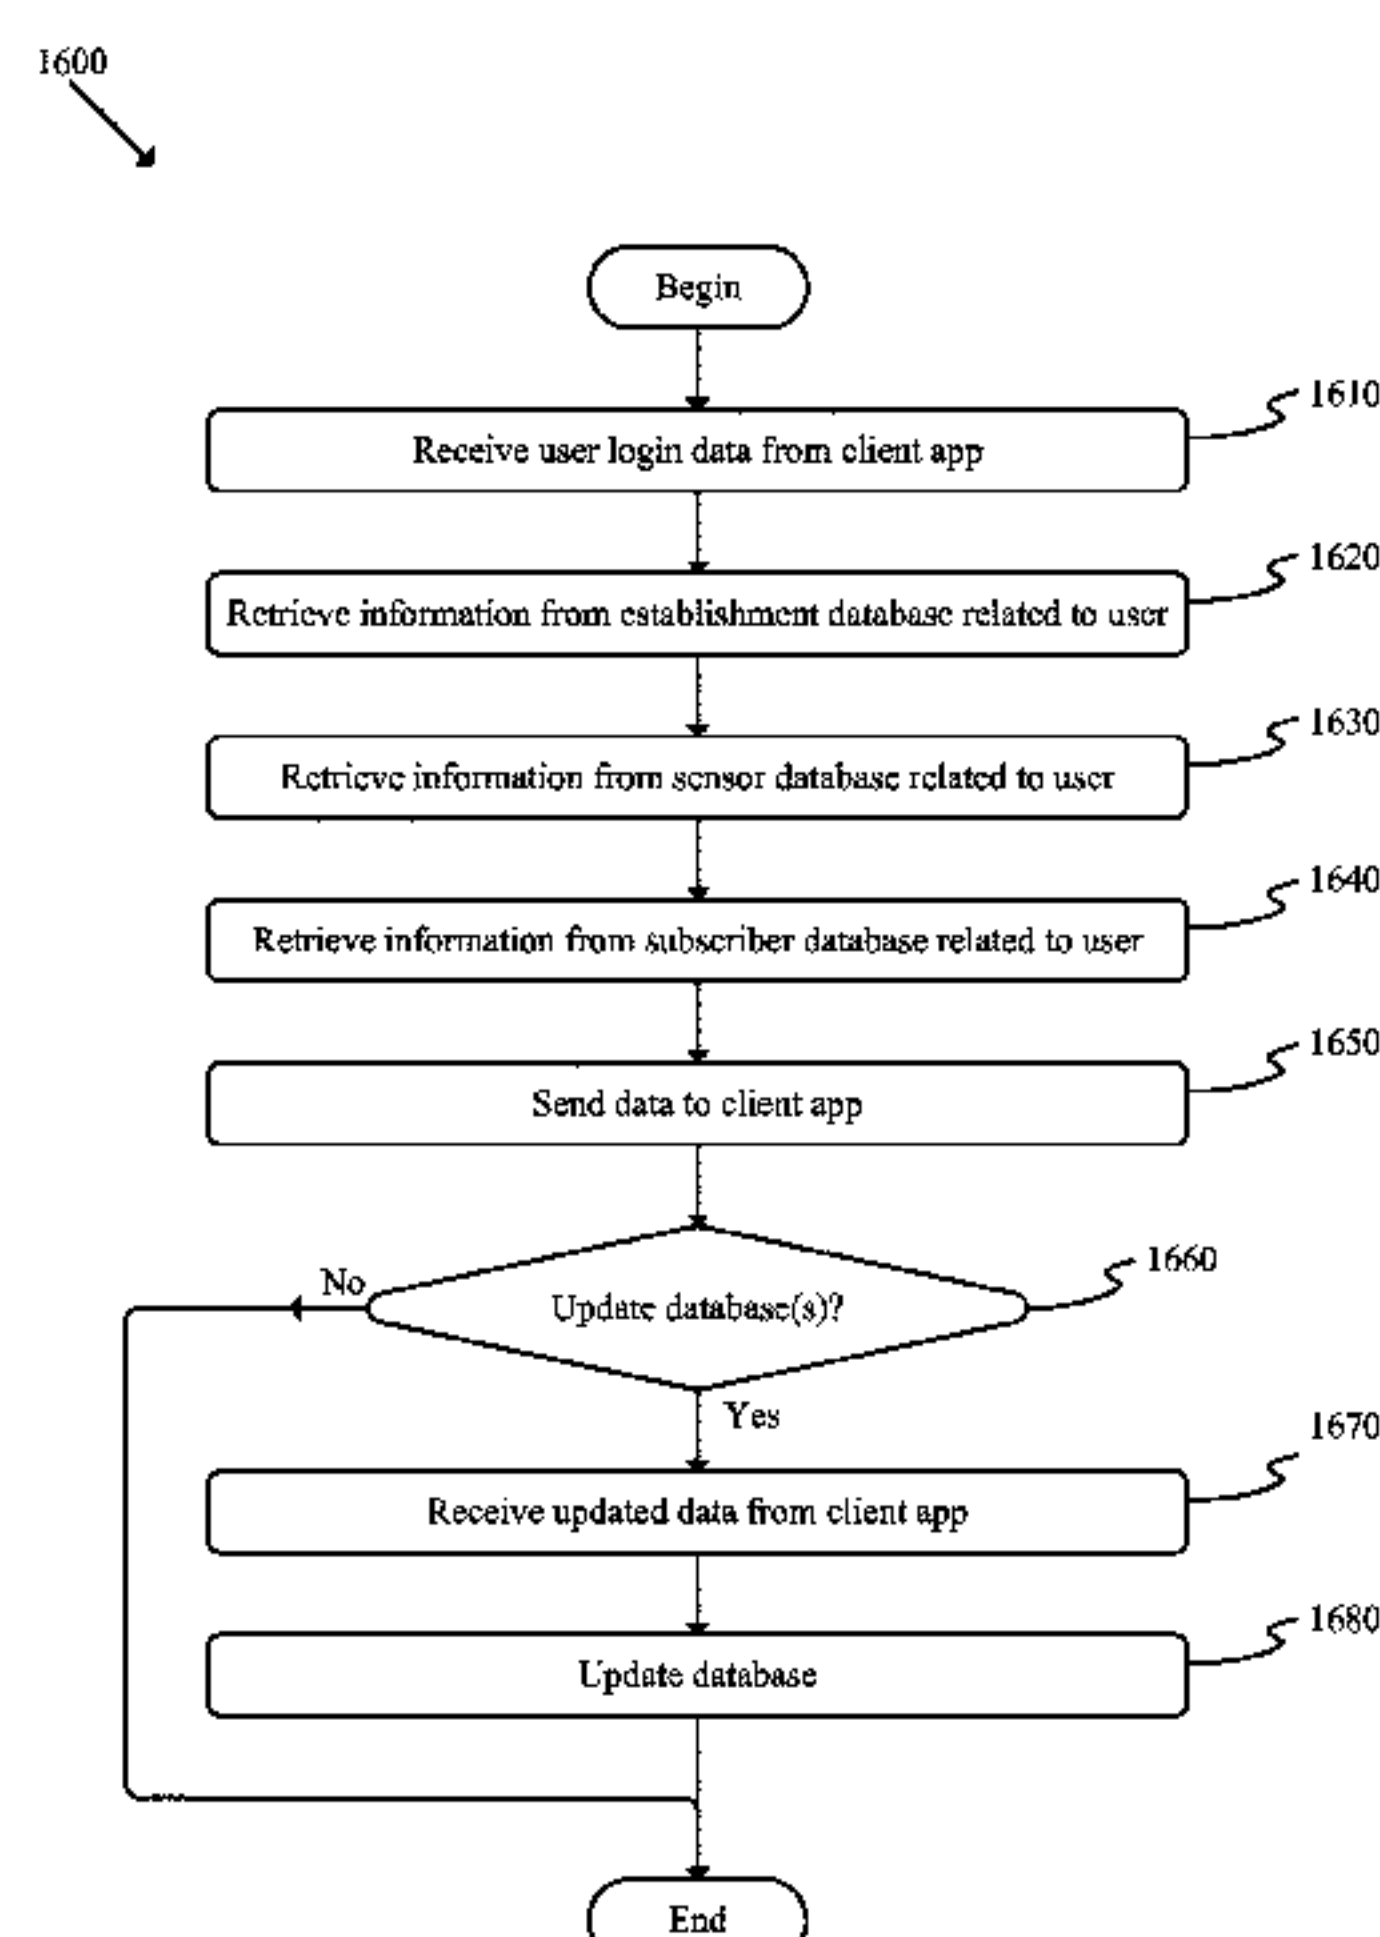 1600
Begin
Receive user login data from client app
1610
Retrieve information from establishment database related to user
1620
Retrieve information from sensor database related to user
1630
Retrieve information from subscriber database related to user
1640
Send data to client app
1650
Update database(s)?
1660
No
Yes
Receive updated data from client app
1670
Update database
1680
End